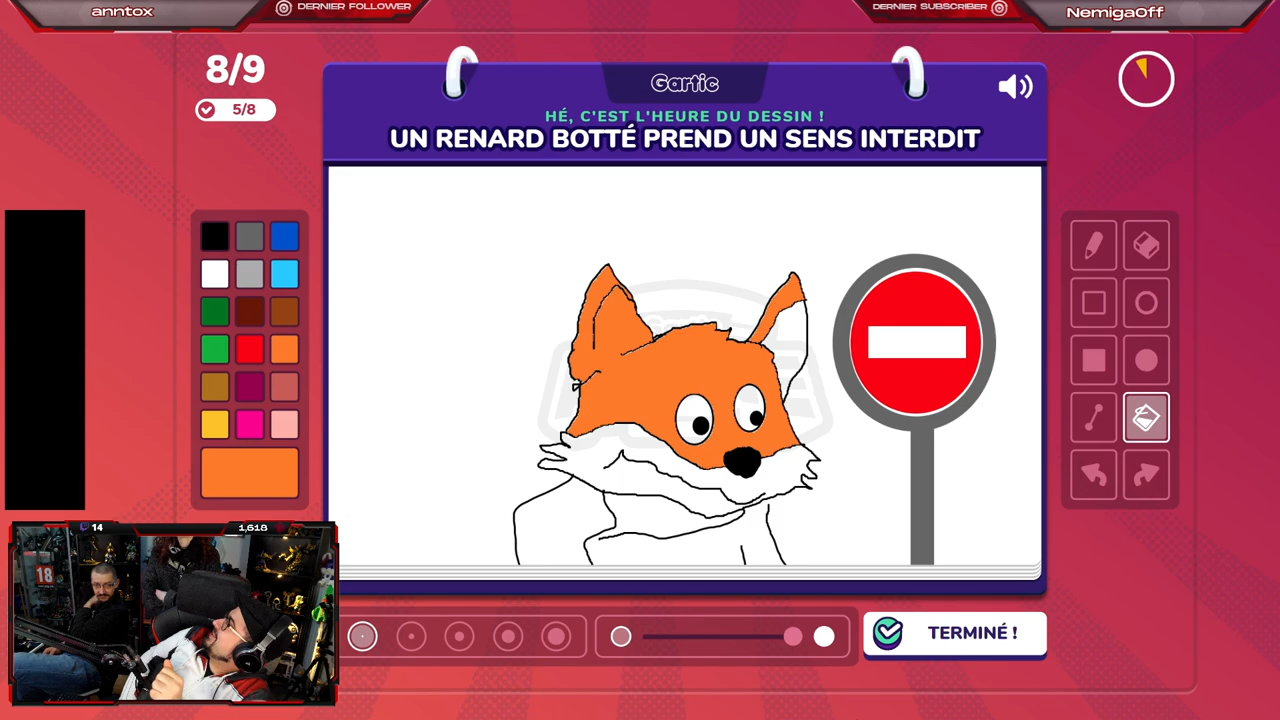 anntox
DERNIER FOLLOWER
DERNIER SUBSCRIBER
NemigaOff
8/9
5/8
Gartic
HÉ, C'EST L'HEURE DU DESSIN !
UN RENARD BOTTÉ PREND UN SENS INTERDIT
14
1,618
18
TERMINÉ !